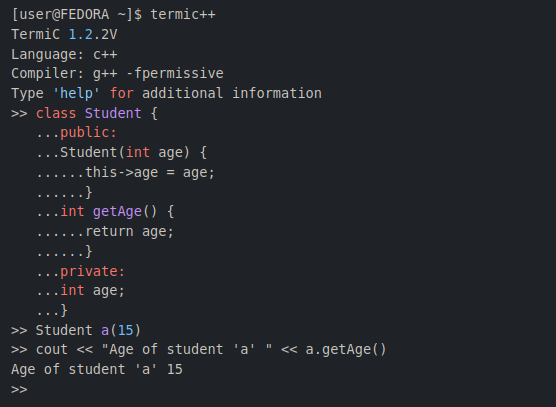 [user@FEDORA ~]$ termic++
TermiC 1.2.2V
Language: c++
Compiler: g++ -fpermissive
Type 'help' for additional information
>> class Student {
   ...public:
   ...Student(int age) {
   ......this->age = age;
   ......}
   ...int getAge() {
   ......return age;
   ......}
   ...private:
   ...int age;
   ...}
>> Student a(15)
>> cout << "Age of student 'a' " << a.getAge()
Age of student 'a' 15
>>